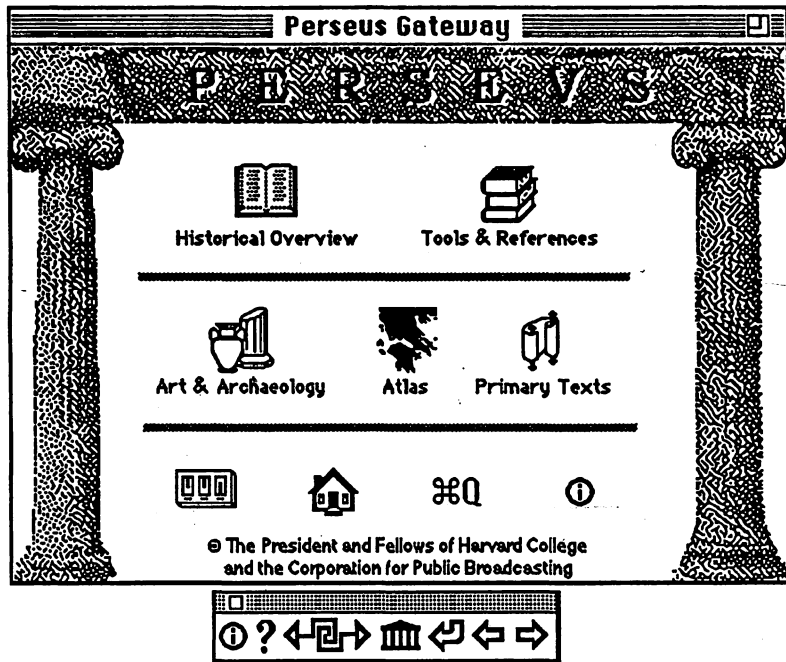 Perseus Gateway
PERSEVS
Historical Overview
Tools & References
Art & Archaeology
Atlas
Primary Texts
⌘Q
© The President and Fellows of Harvard College
and the Corporation for Public Broadcasting
?